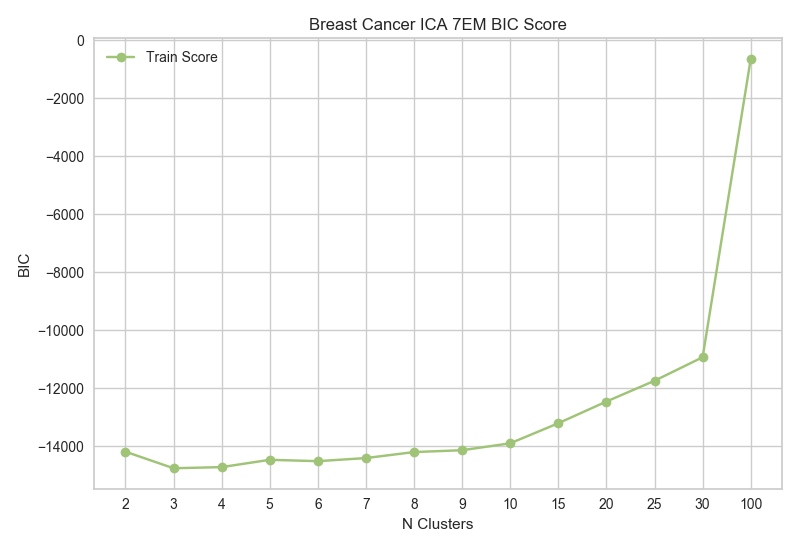 Breast Cancer ICA 7EM BIC Score
Train Score
0
−2000
−4000
−6000
−8000
−10000
−12000
−14000
BIC
2 3 4 5 6 7 8 9 10 15 20 25 30 100
N Clusters